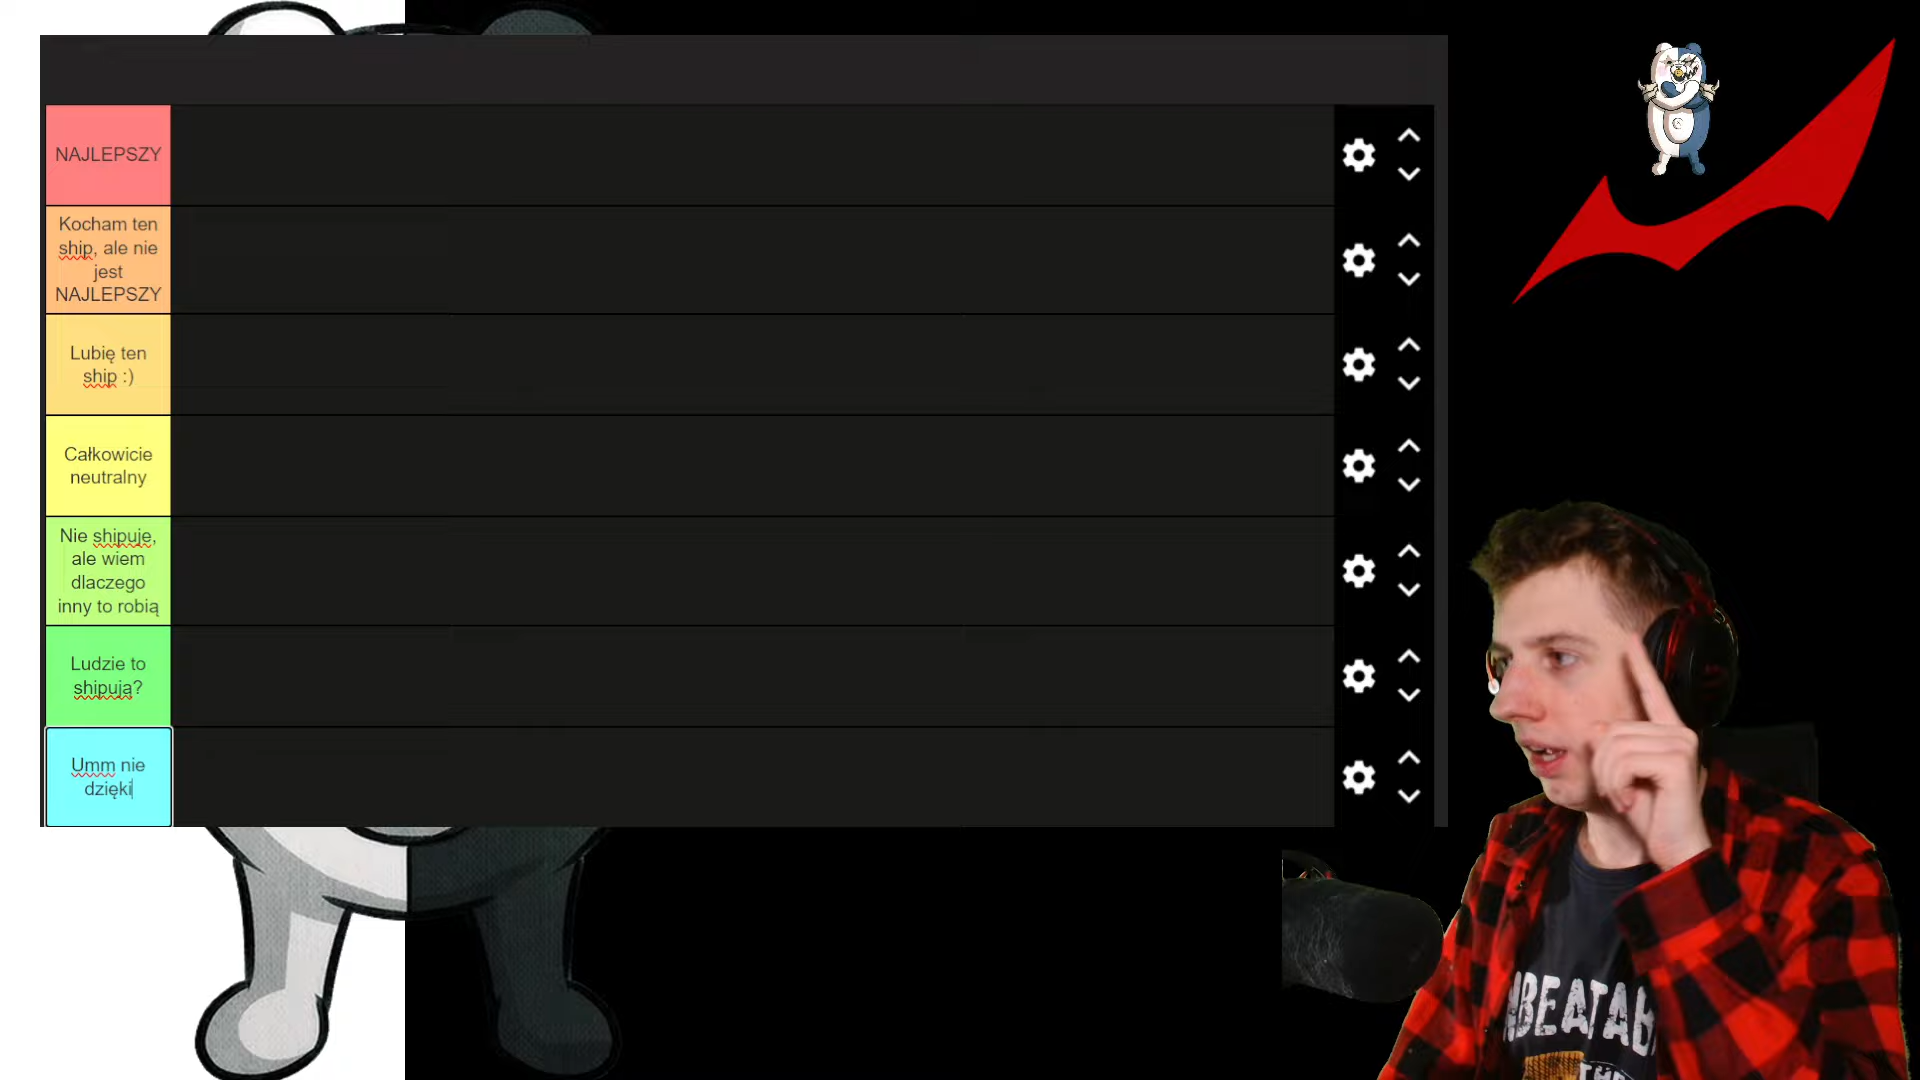 NAJLEPSZY
Kocham ten
ship, ale nie
jest
NAJLEPSZY
Lubię ten
ship :)
Całkowicie
neutralny
Nie shipuje,
ale wiem
dlaczego
inny to robią
Ludzie to
shipują?
Umm nie
dzięki
THE